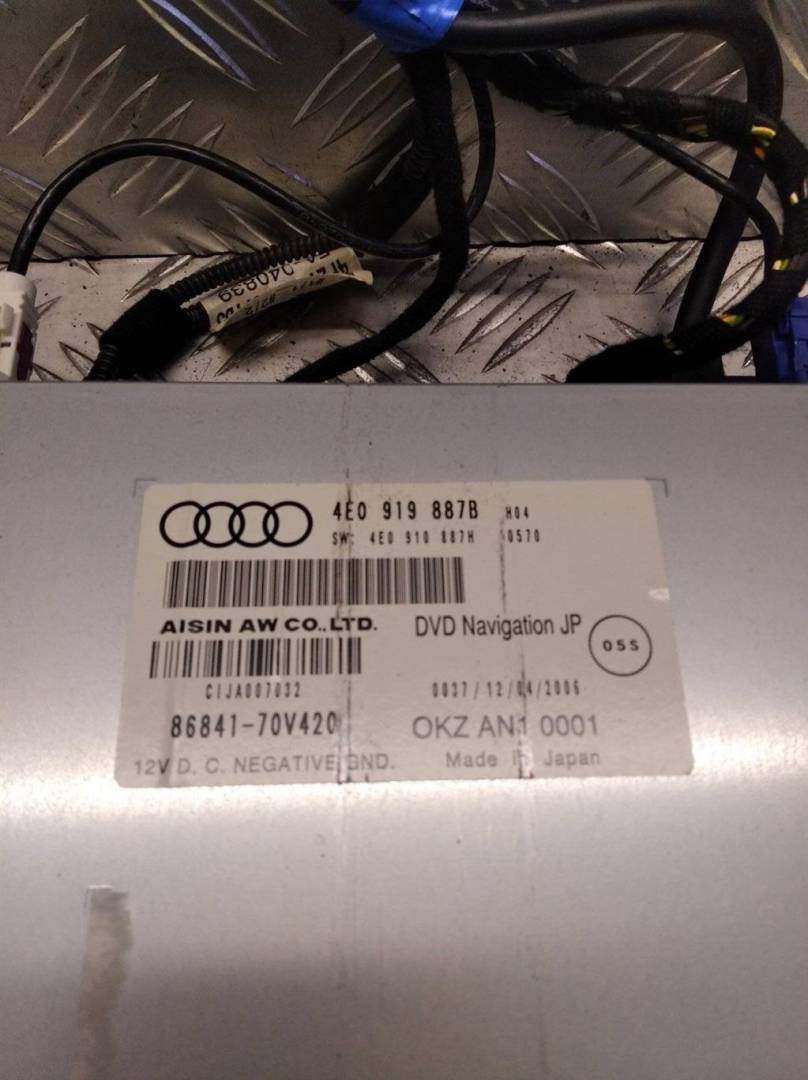 4E0 919 887B H04
SW: 4E0 910 887H 0570
AISIN AW CO., LTD. DVD Navigation JP
05S
CIJA007032 0037/12/04/2006
86841-70V420 OKZ AN1 0001
12V D. C. NEGATIVE GND. Made in Japan